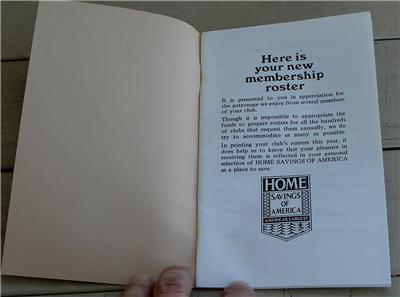 Here is
your new
membership
roster
It is presented to you in appreciation for
the patronage we enjoy from several members
of your club.
Though it is impossible to appropriate the
funds to prepare rosters for all the hundreds
of clubs that request them annually, we do
try to accommodate as many as possible.
In printing your club's rosters this year, it
does help us to know that your pleasure in
receiving them is reflected in your personal
selection of HOME SAVINGS OF AMERICA
as a place to save.
HOME
SAVINGS
OF
AMERICA
AMERICA'S LARGEST